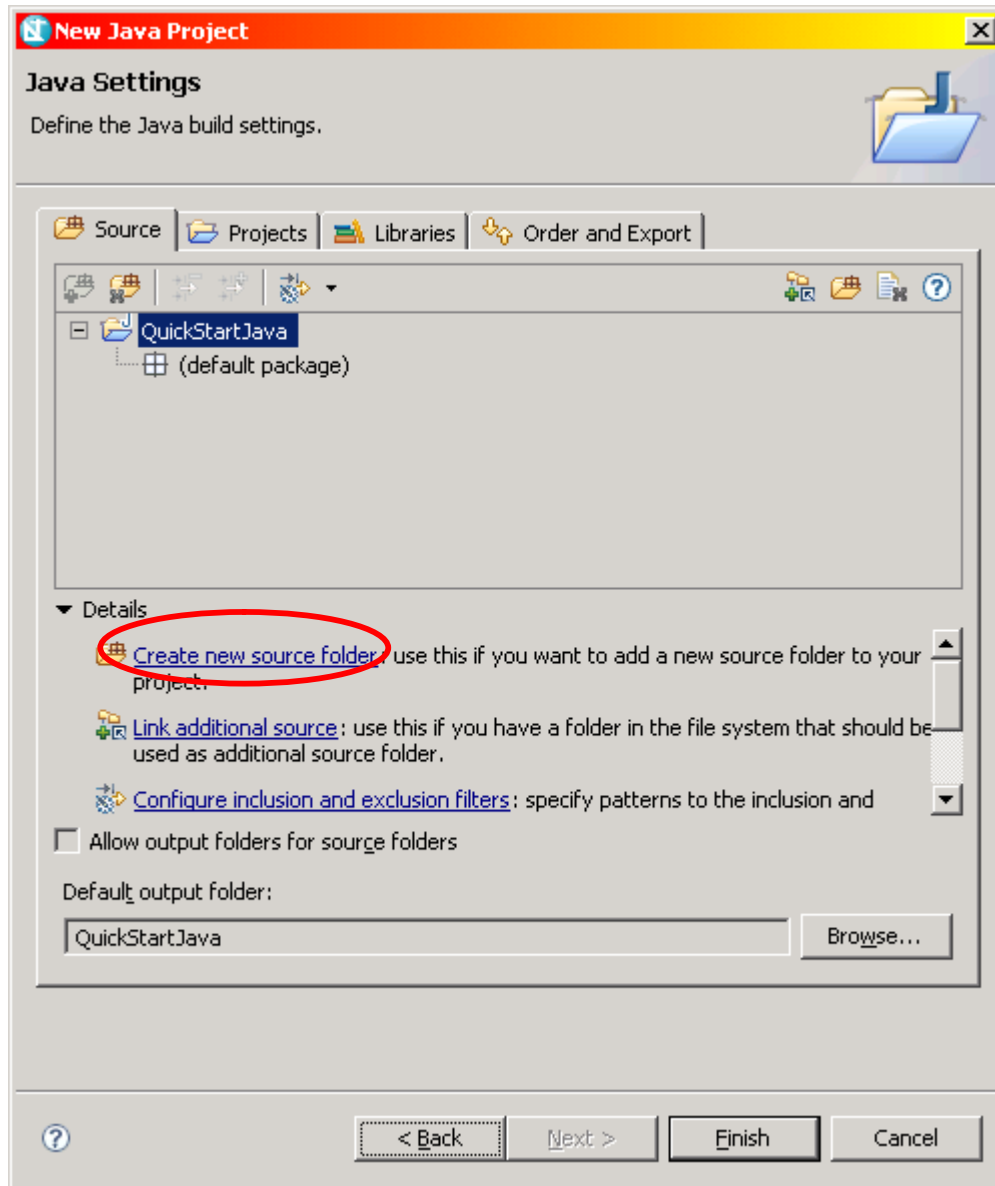 New Java Project
Java Settings
Define the Java build settings.
Source Projects Libraries Order and Export
QuickStartJava
(default package)
Details
Create new source folder: use this if you want to add a new source folder to your
project.
Link additional source: use this if you have a folder in the file system that should be
used as additional source folder.
Configure inclusion and exclusion filters: specify patterns to the inclusion and
Allow output folders for source folders
Default output folder:
QuickStartJava Browse...
< Back Next > Finish Cancel